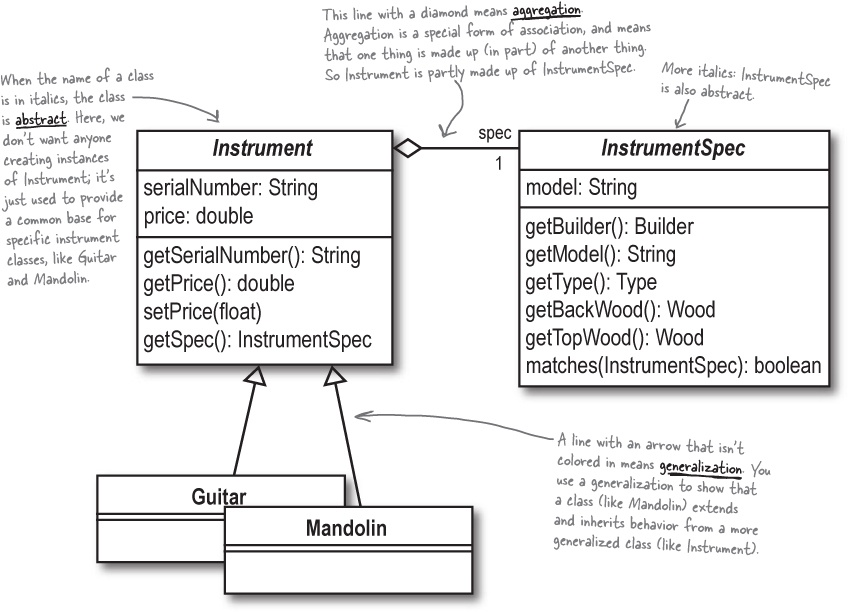 This line with a diamond means aggregation.
Aggregation is a special form of association, and means
that one thing is made up (in part) of another thing.
So Instrument is partly made up of InstrumentSpec.
When the name of a class
is in italics, the class
is abstract. Here, we
don't want anyone
creating instances
of Instrument; it's
just used to provide
a common base for
specific instrument
classes, like Guitar
and Mandolin.
More italics: InstrumentSpec
is also abstract.
Instrument
serialNumber: String
price: double
getSerialNumber(): String
getPrice(): double
setPrice(float)
getSpec(): InstrumentSpec
spec
1
InstrumentSpec
model: String
getBuilder(): Builder
getModel(): String
getType(): Type
getBackWood(): Wood
getTopWood(): Wood
matches(InstrumentSpec): boolean
A line with an arrow that isn't
colored in means generalization. You
use a generalization to show that
a class (like Mandolin) extends
and inherits behavior from a more
generalized class (like Instrument).
Guitar
Mandolin